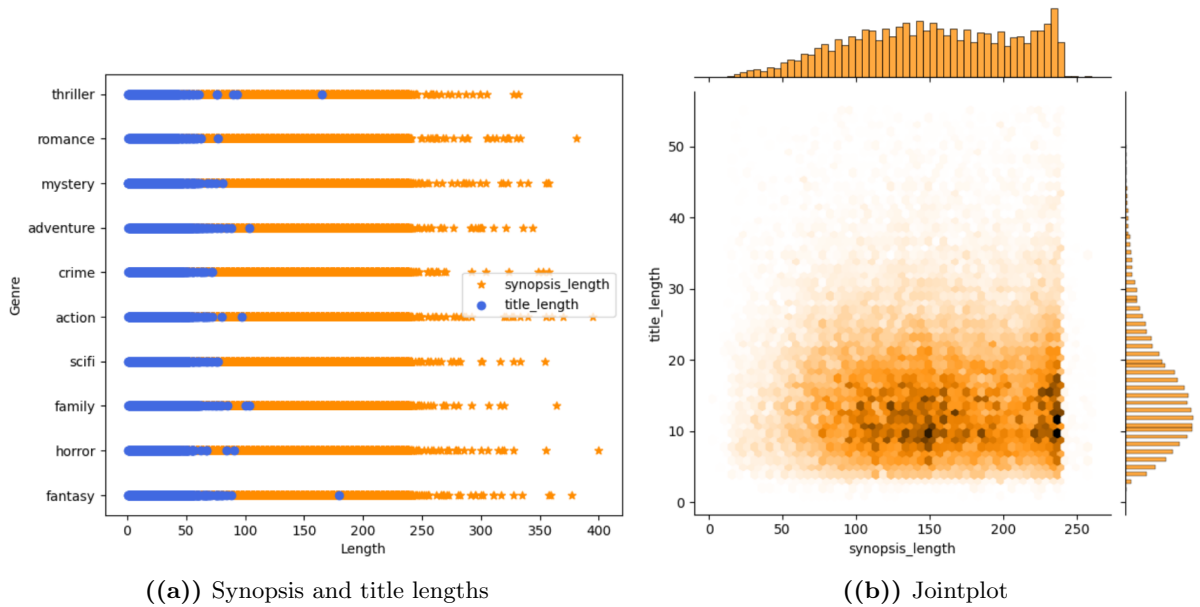 thriller
romance
mystery
adventure
crime
action
scifi
family
horror
fantasy
Genre
synopsis_length
title_length
0 50 100 150 200 250 300 350 400
Length
((a)) Synopsis and title lengths
50
40
30
20
10
0
title_length
0 50 100 150 200 250
synopsis_length
((b)) Jointplot